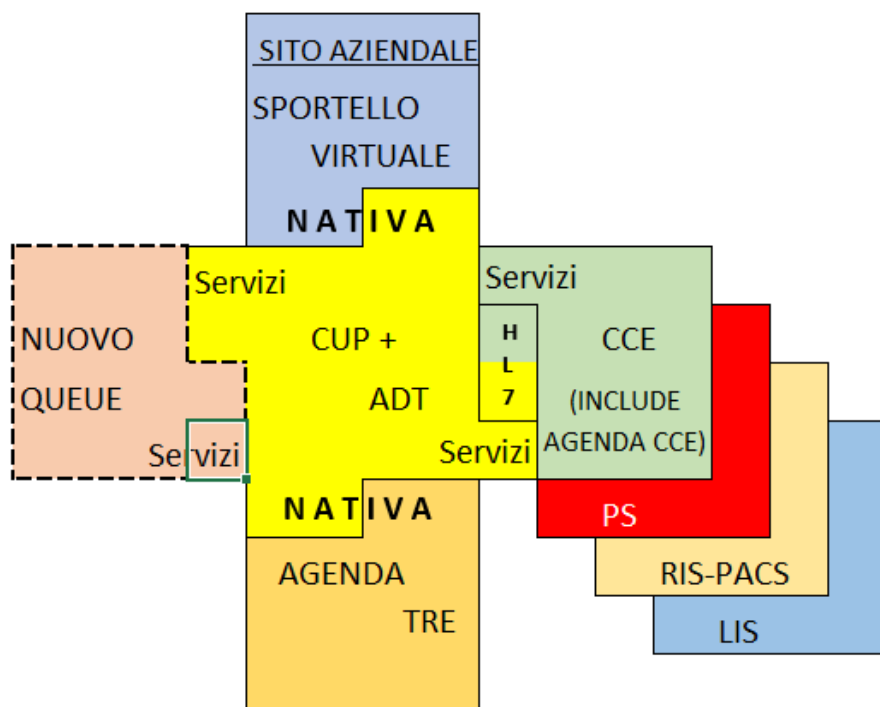 SITO AZIENDALE
SPORTELLO
VIRTUALE
NATIVA
Servizi
Servizi
NUOVO
CUP +
H
L
7
CCE
QUEUE
ADT
(INCLUDE
AGENDA CCE)
Servizi
Servizi
NATIVA
PS
AGENDA
RIS-PACS
TRE
LIS